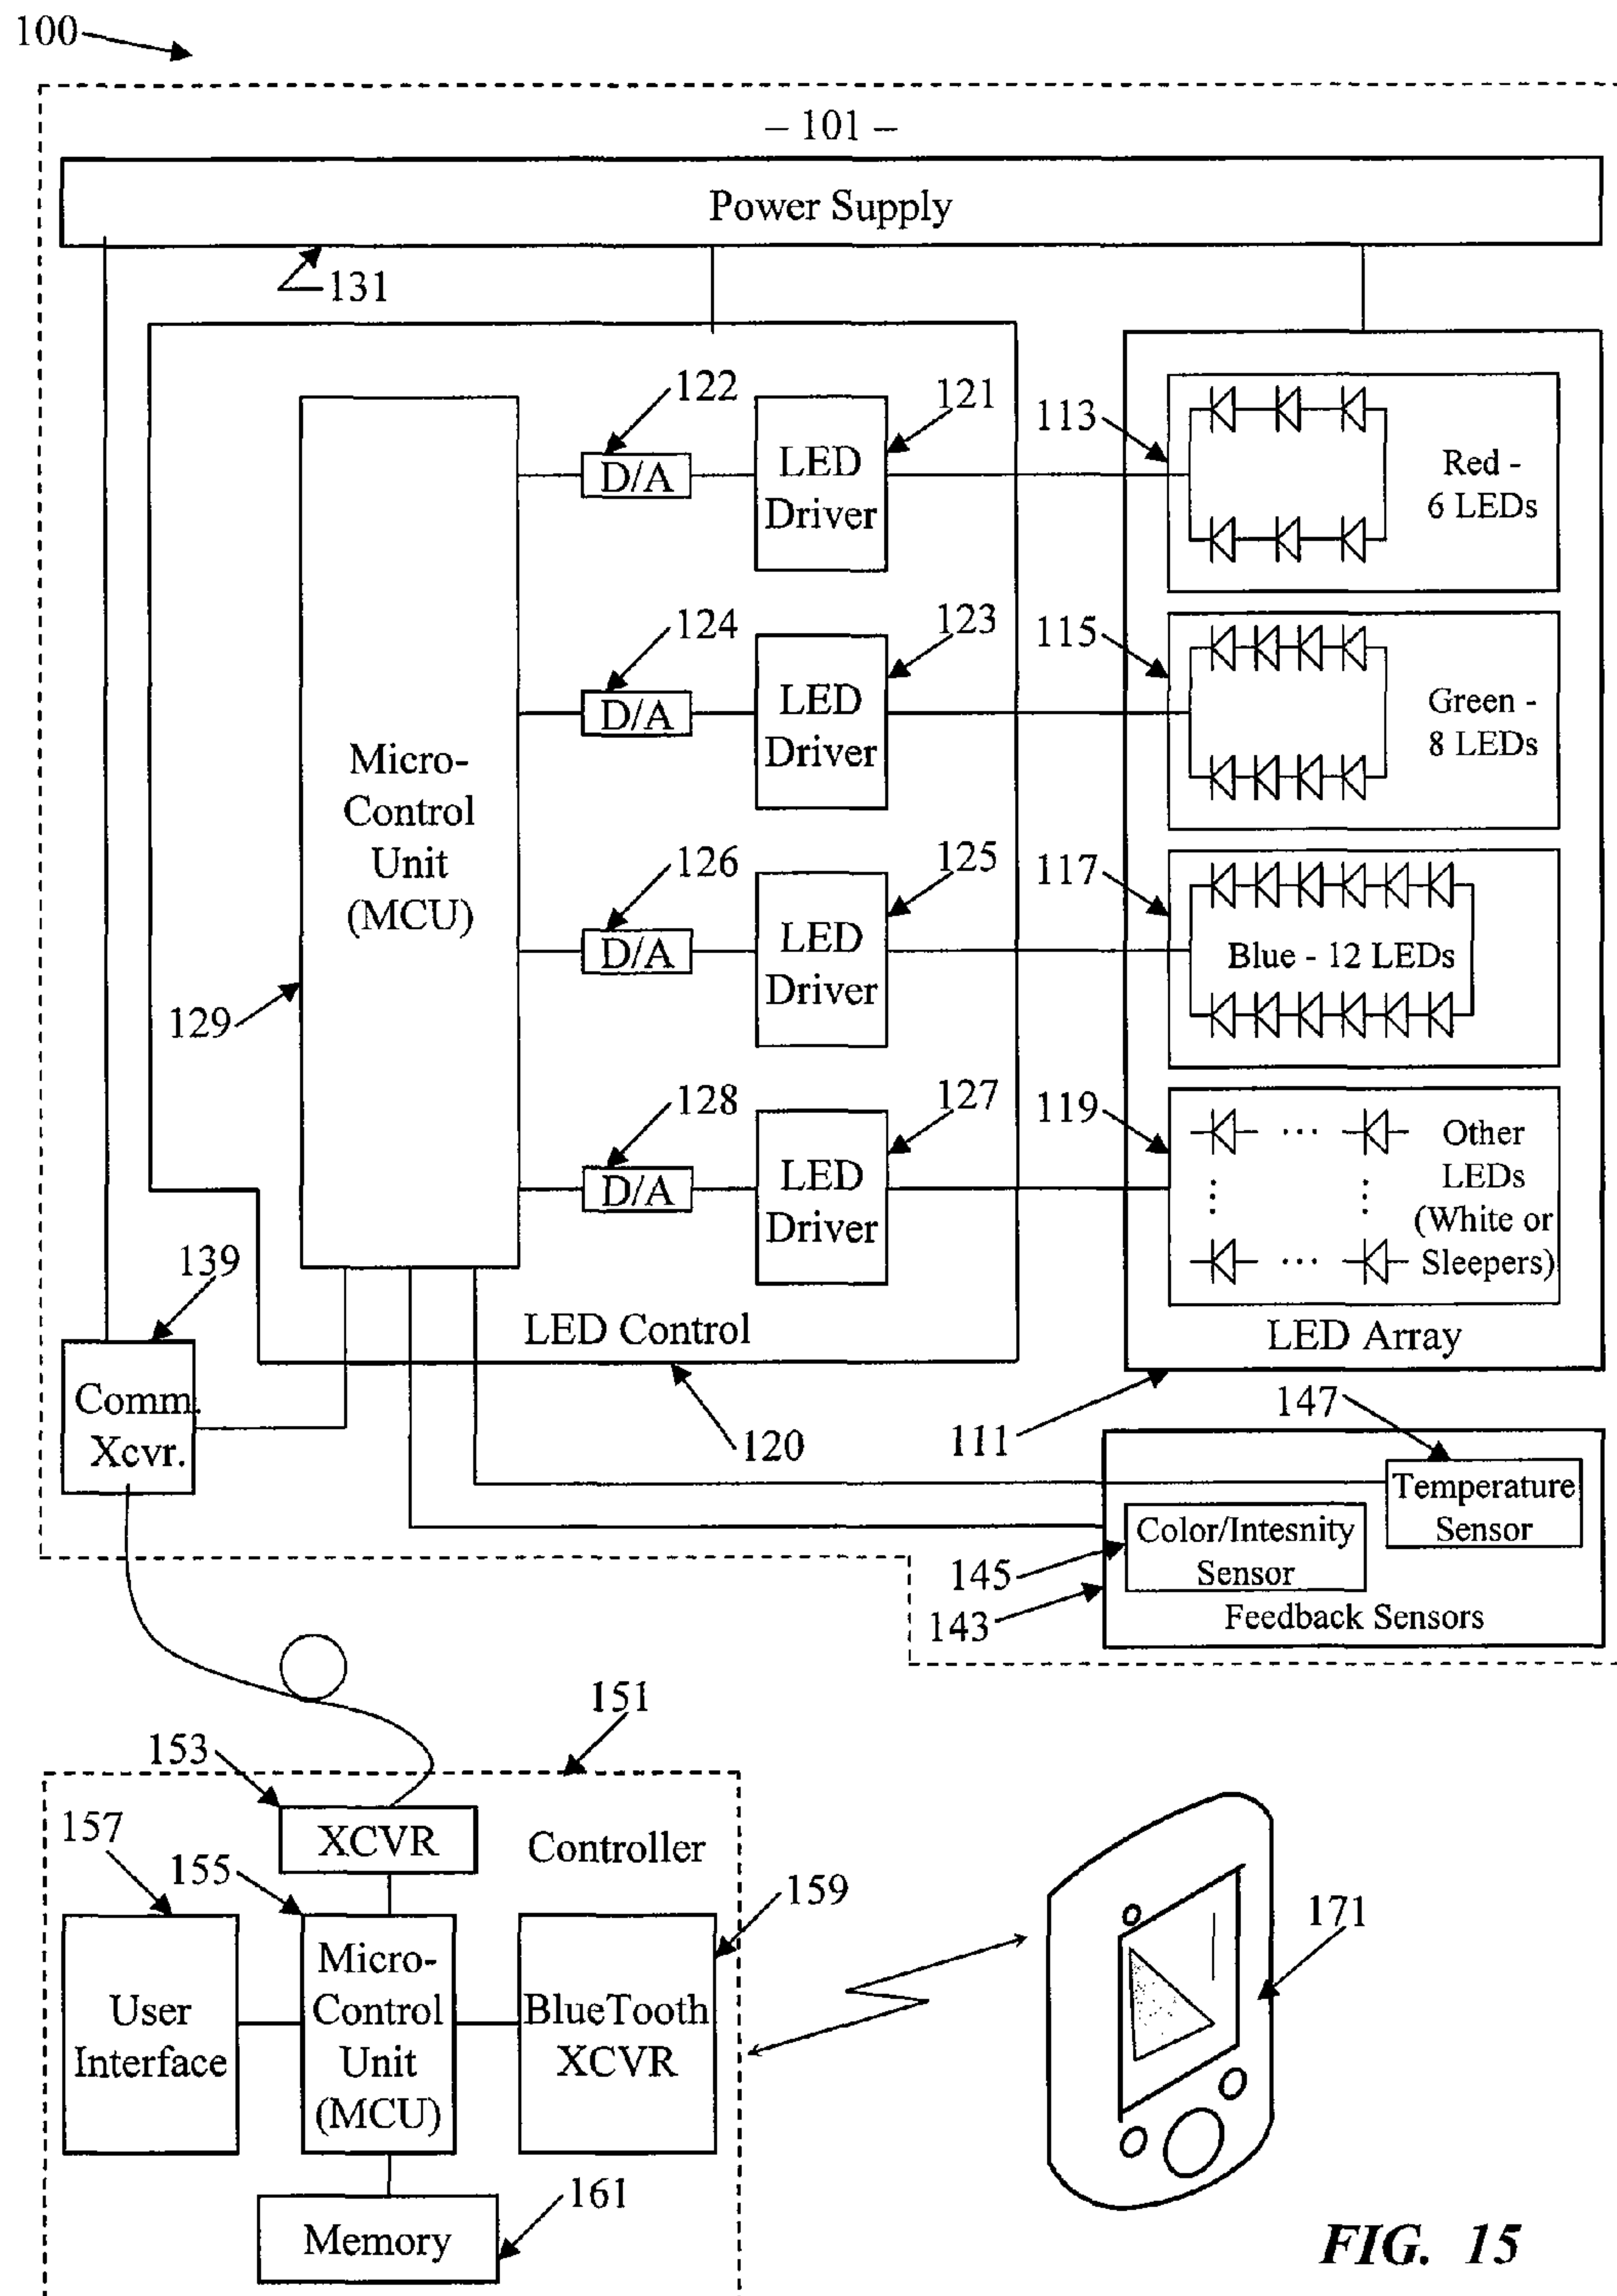 100
– 101 –
Power Supply
131
122
121
113
D/A
LED
Driver
Red -
6 LEDs
124
123
115
D/A
LED
Driver
Green -
8 LEDs
Micro-
Control
Unit
(MCU)
126
125
117
D/A
LED
Driver
Blue - 12 LEDs
129
128
127
119
D/A
LED
Driver
Other
LEDs
(White or
Sleepers)
139
LED Control
LED Array
Comm.
Xcvr.
120
111
147
Temperature
Sensor
Color/Intesnity
Sensor
145
143
Feedback Sensors
151
153
XCVR
Controller
157
155
159
171
User
Interface
Micro-
Control
Unit
(MCU)
BlueTooth
XCVR
161
Memory
FIG. 15